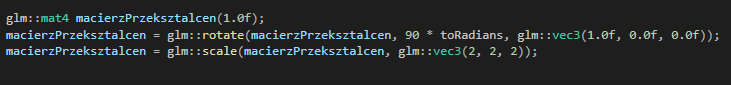 glm::mat4 macierzPrzeksztalcen(1.0f);
macierzPrzeksztalcen = glm::rotate(macierzPrzeksztalcen, 90 * toRadians, glm::vec3(1.0f, 0.0f, 0.0f));
macierzPrzeksztalcen = glm::scale(macierzPrzeksztalcen, glm::vec3(2, 2, 2));